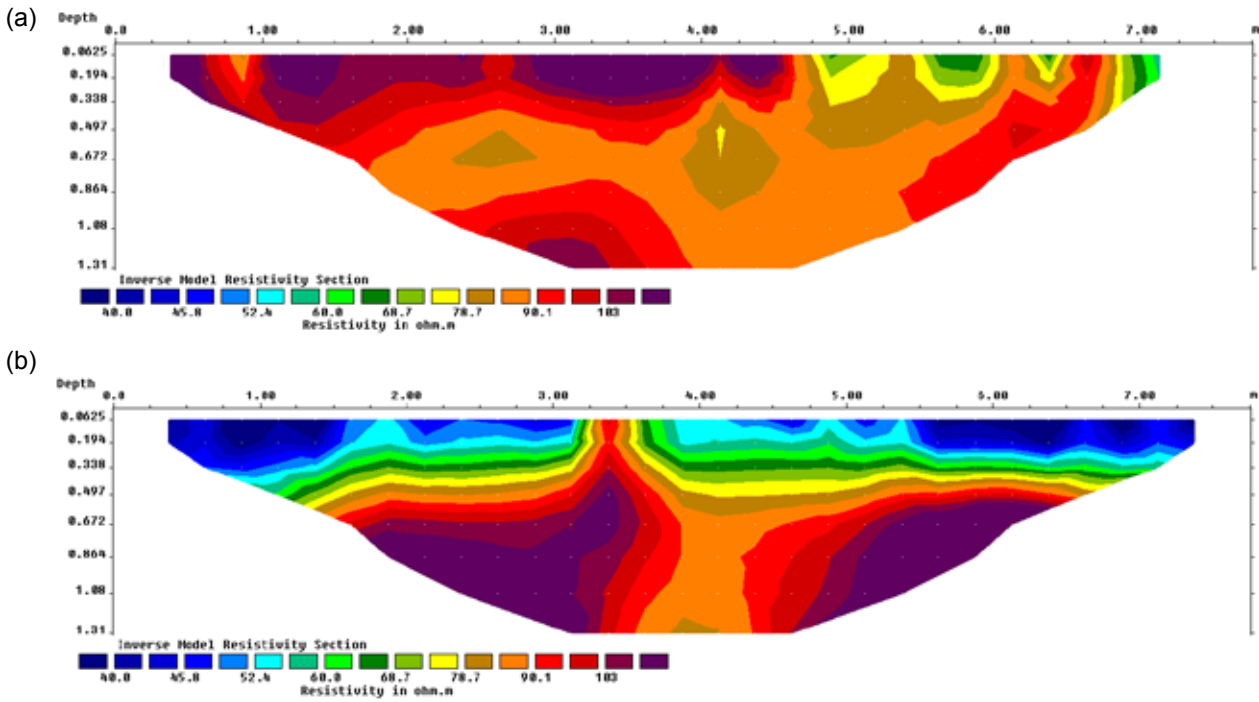 (a)
Depth
0.0 1.00 2.00 3.00 4.00 5.00 6.00 7.00 m
0.0625
0.194
0.338
0.497
0.672
0.864
1.08
1.31
Inverse Model Resistivity Section
40.0 45.8 52.4 60.0 68.7 78.7 90.1 103
Resistivity in ohm.m
(b)
Depth
0.0 1.00 2.00 3.00 4.00 5.00 6.00 7.00 m
0.0625
0.194
0.338
0.497
0.672
0.864
1.08
1.31
Inverse Model Resistivity Section
40.0 45.8 52.4 60.0 68.7 78.7 90.1 103
Resistivity in ohm.m